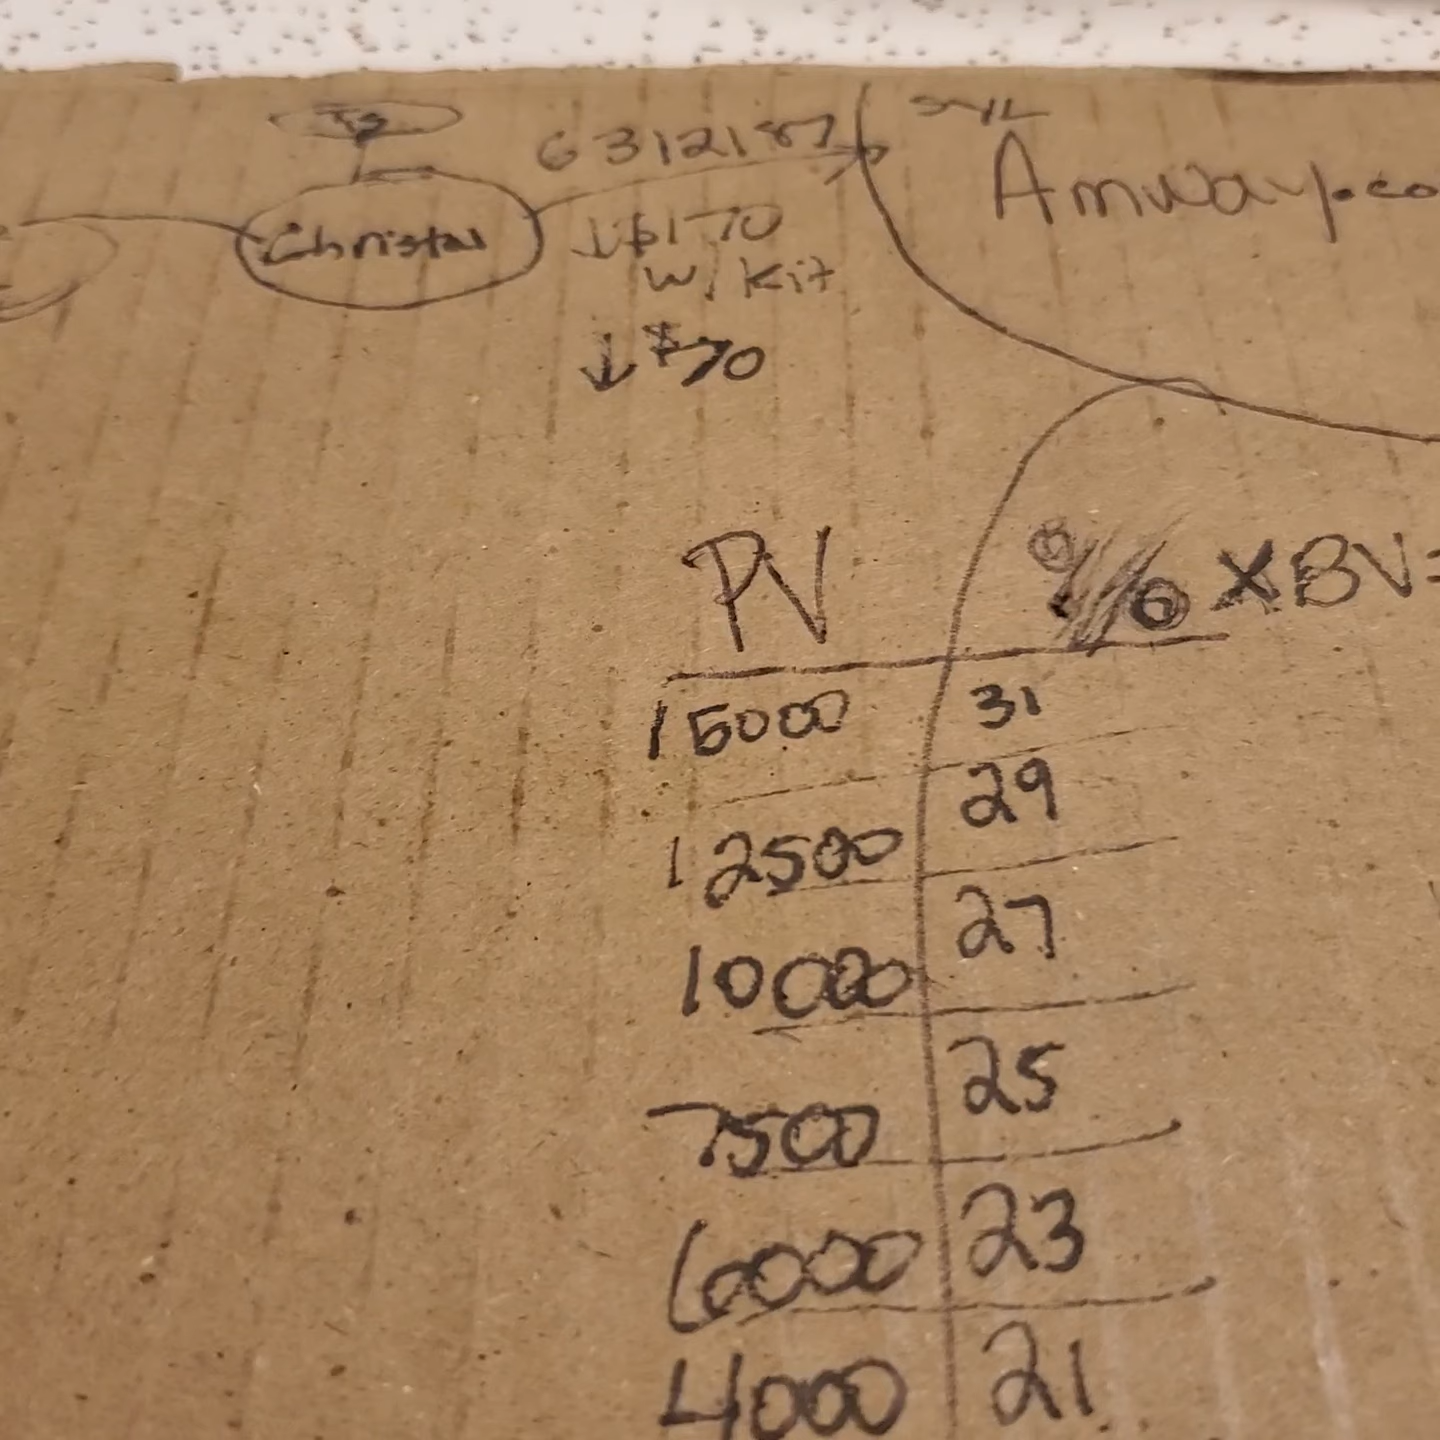 6312187
Amway.co
Christal
↓$170
w/ Kit
↓$70
PV % X BV=
15000 31
12500 29
10000 27
7500 25
6000 23
4000 21